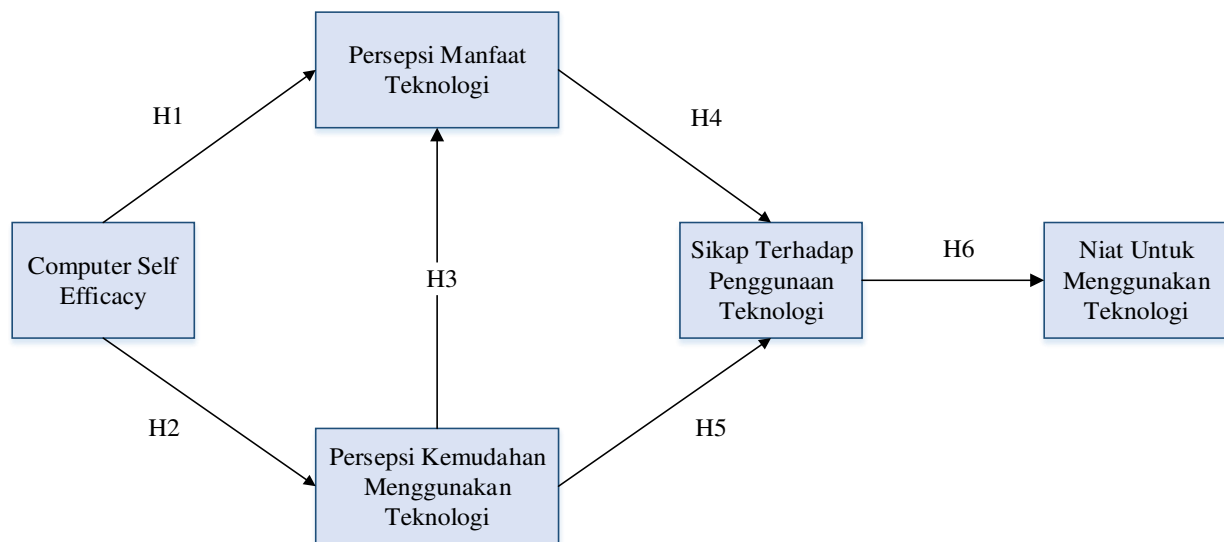 Persepsi Manfaat
Teknologi
H1
H4
Computer Self
Efficacy
H3
Sikap Terhadap
Penggunaan
Teknologi
H6
Niat Untuk
Menggunakan
Teknologi
H2
H5
Persepsi Kemudahan
Menggunakan
Teknologi